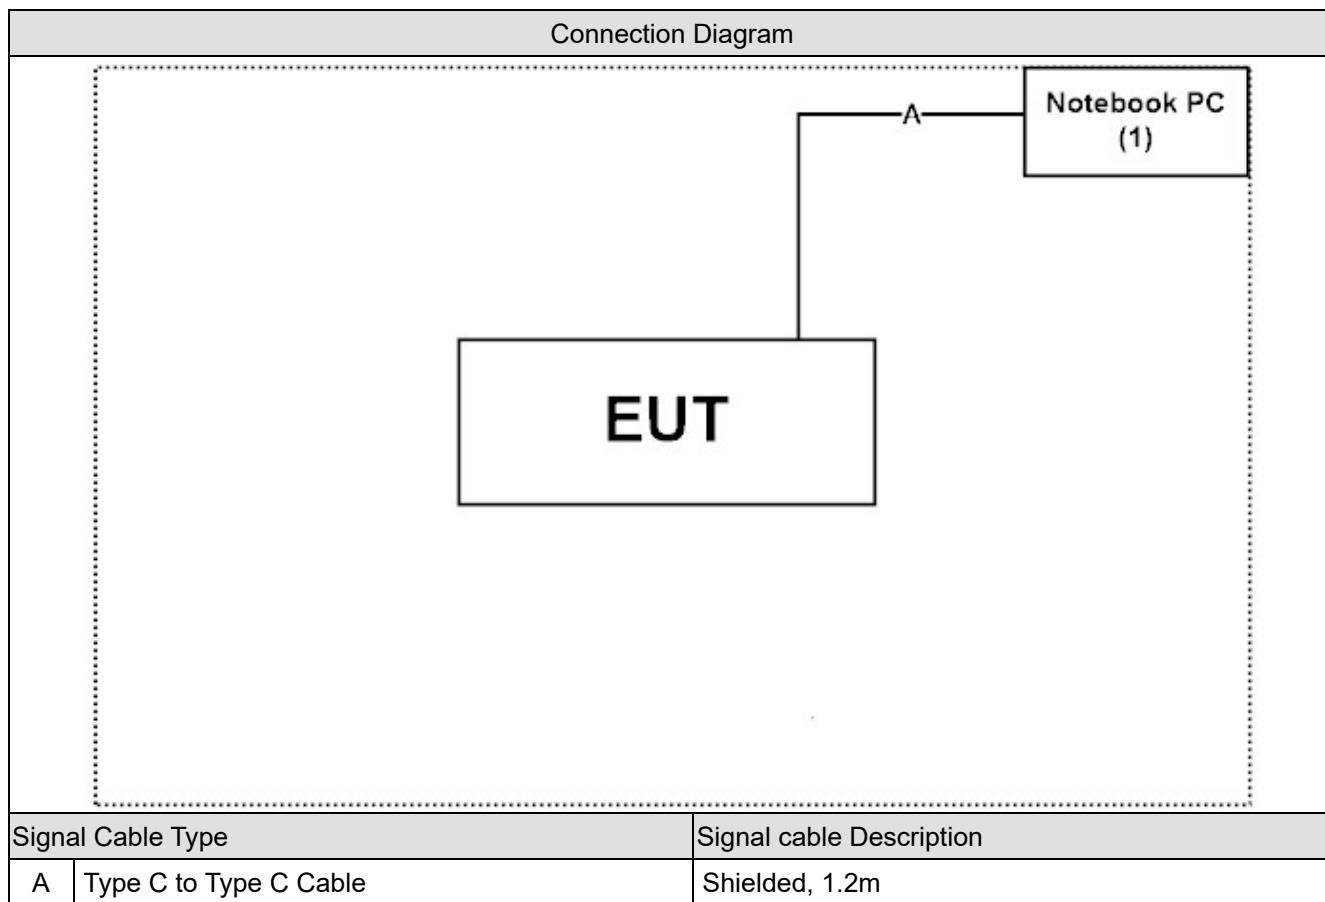 Connection Diagram
Notebook PC
(1)
A
EUT
Signal Cable Type Signal cable Description
A Type C to Type C Cable Shielded, 1.2m